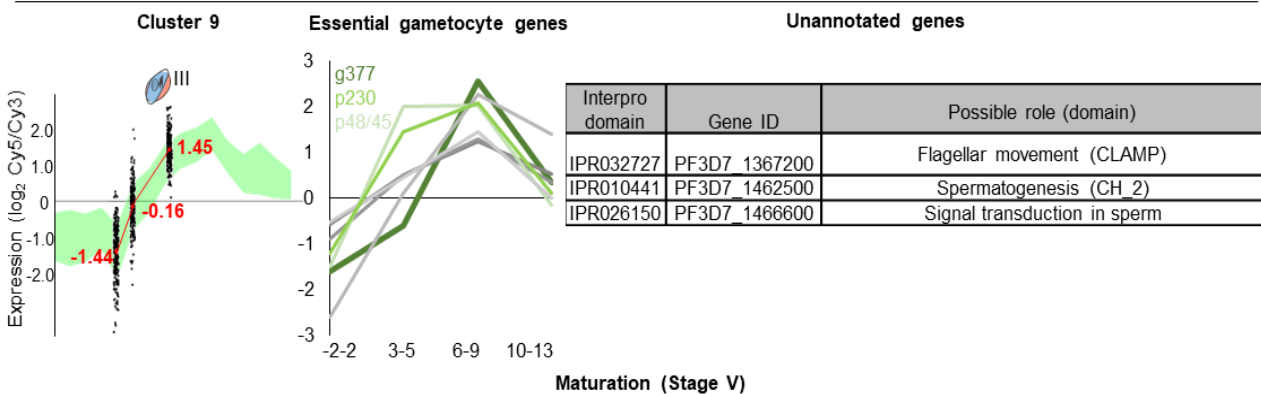 Cluster 9
Essential gametocyte genes
Unannotated genes
III
Expression (log2 Cy5/Cy3)
2.0
1.0
0
-1.0
-2.0
1.45
-0.16
-1.44
3
2
1
0
-1
-2
-3
g377
p230
p48/45
-2-2 3-5 6-9 10-13
Interpro domain Gene ID Possible role (domain)
IPR032727 PF3D7_1367200 Flagellar movement (CLAMP)
IPR010441 PF3D7_1462500 Spermatogenesis (CH_2)
IPR026150 PF3D7_1466600 Signal transduction in sperm
Maturation (Stage V)